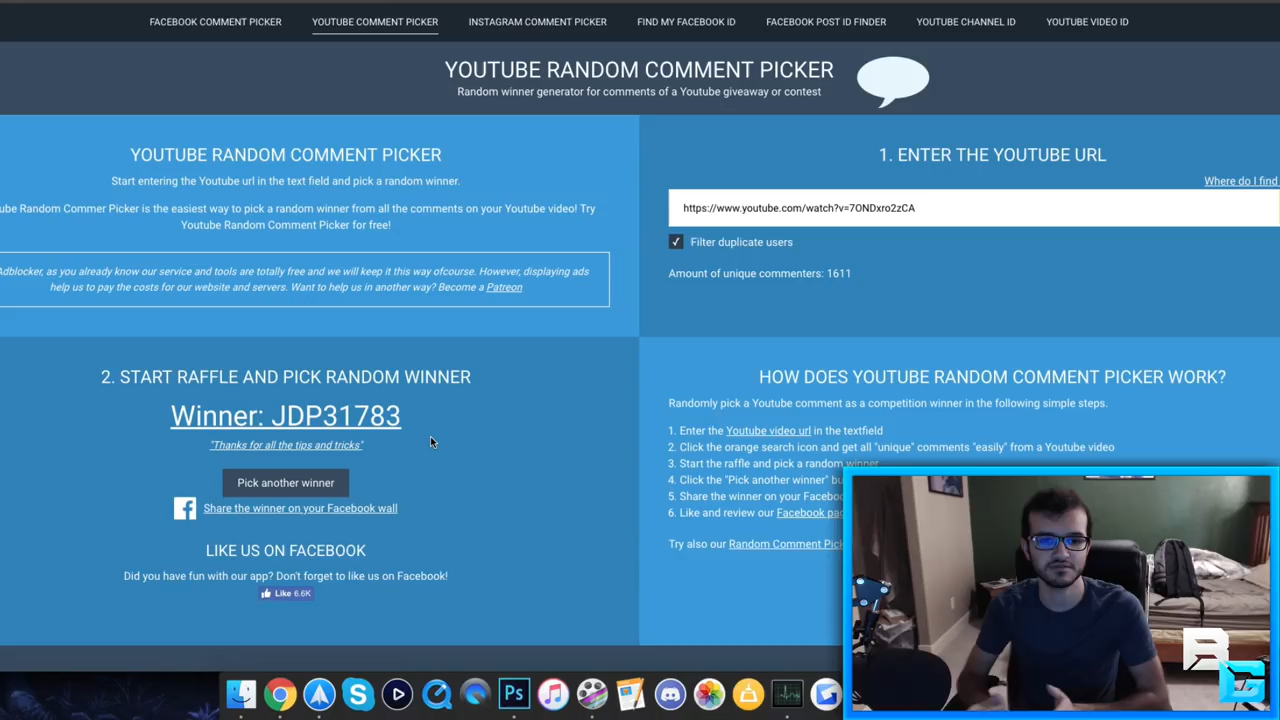 FACEBOOK COMMENT PICKER YOUTUBE COMMENT PICKER INSTAGRAM COMMENT PICKER FIND MY FACEBOOK ID FACEBOOK POST ID FINDER YOUTUBE CHANNEL ID YOUTUBE VIDEO ID
YOUTUBE RANDOM COMMENT PICKER
Random winner generator for comments of a Youtube giveaway or contest
YOUTUBE RANDOM COMMENT PICKER
Start entering the Youtube url in the text field and pick a random winner.
ube Random Commer Picker is the easiest way to pick a random winner from all the comments on your Youtube video! Try
Youtube Random Comment Picker for free!
Adblocker, as you already know our service and tools are totally free and we will keep it this way ofcourse. However, displaying ads
help us to pay the costs for our website and servers. Want to help us in another way? Become a Patreon
1. ENTER THE YOUTUBE URL
Where do I find
https://www.youtube.com/watch?v=7ONDxro2zCA
Filter duplicate users
Amount of unique commenters: 1611
2. START RAFFLE AND PICK RANDOM WINNER
Winner: JDP31783
"Thanks for all the tips and tricks"
Pick another winner
Share the winner on your Facebook wall
LIKE US ON FACEBOOK
Did you have fun with our app? Don't forget to like us on Facebook!
Like 6.6K
HOW DOES YOUTUBE RANDOM COMMENT PICKER WORK?
Randomly pick a Youtube comment as a competition winner in the following simple steps.
1. Enter the Youtube video url in the textfield
2. Click the orange search icon and get all "unique" comments "easily" from a Youtube video
3. Start the raffle and pick a random winner
4. Click the "Pick another winner" bu
5. Share the winner on your Faceboo
6. Like and review our Facebook pag
Try also our Random Comment Pick
Ps